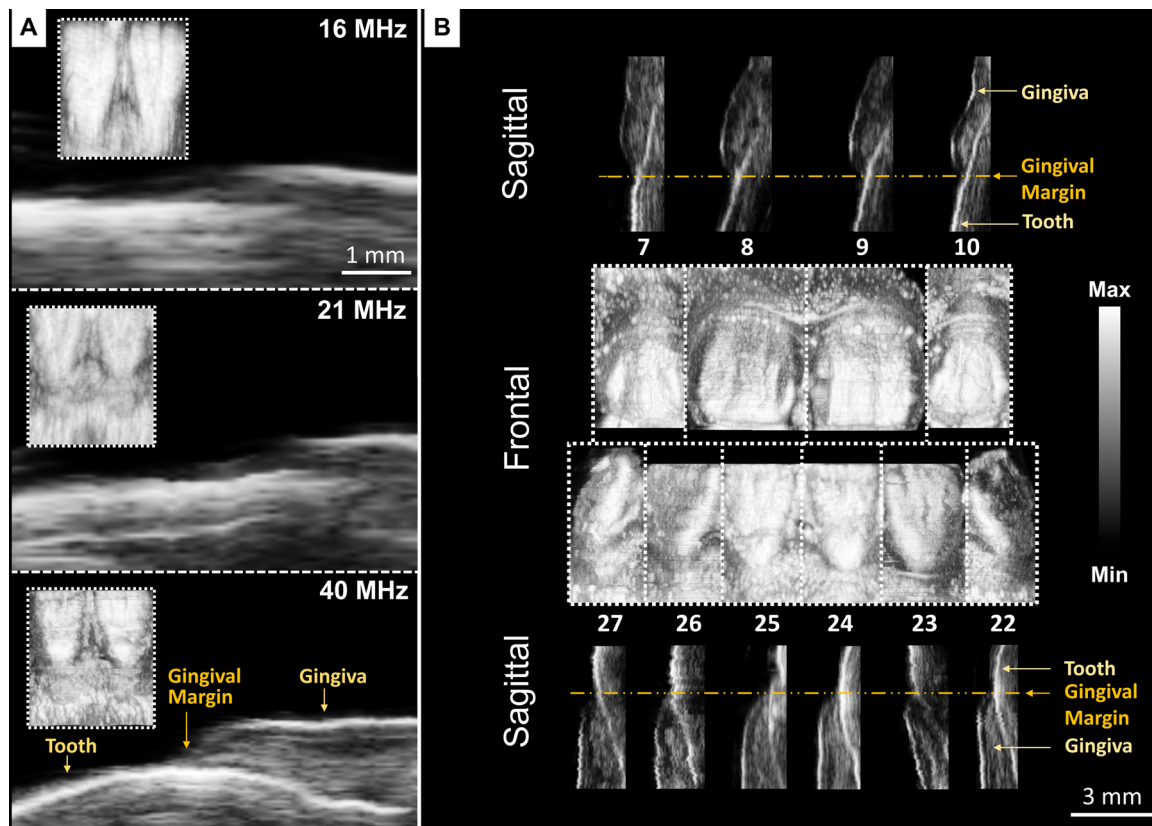 A
16 MHz
1 mm
21 MHz
40 MHz
Gingival
Margin
Gingiva
Tooth
B
Sagittal
Gingiva
Gingival
Margin
Tooth
7 8 9 10
Frontal
Max
Min
27 26 25 24 23 22
Sagittal
Tooth
Gingival
Margin
Gingiva
3 mm